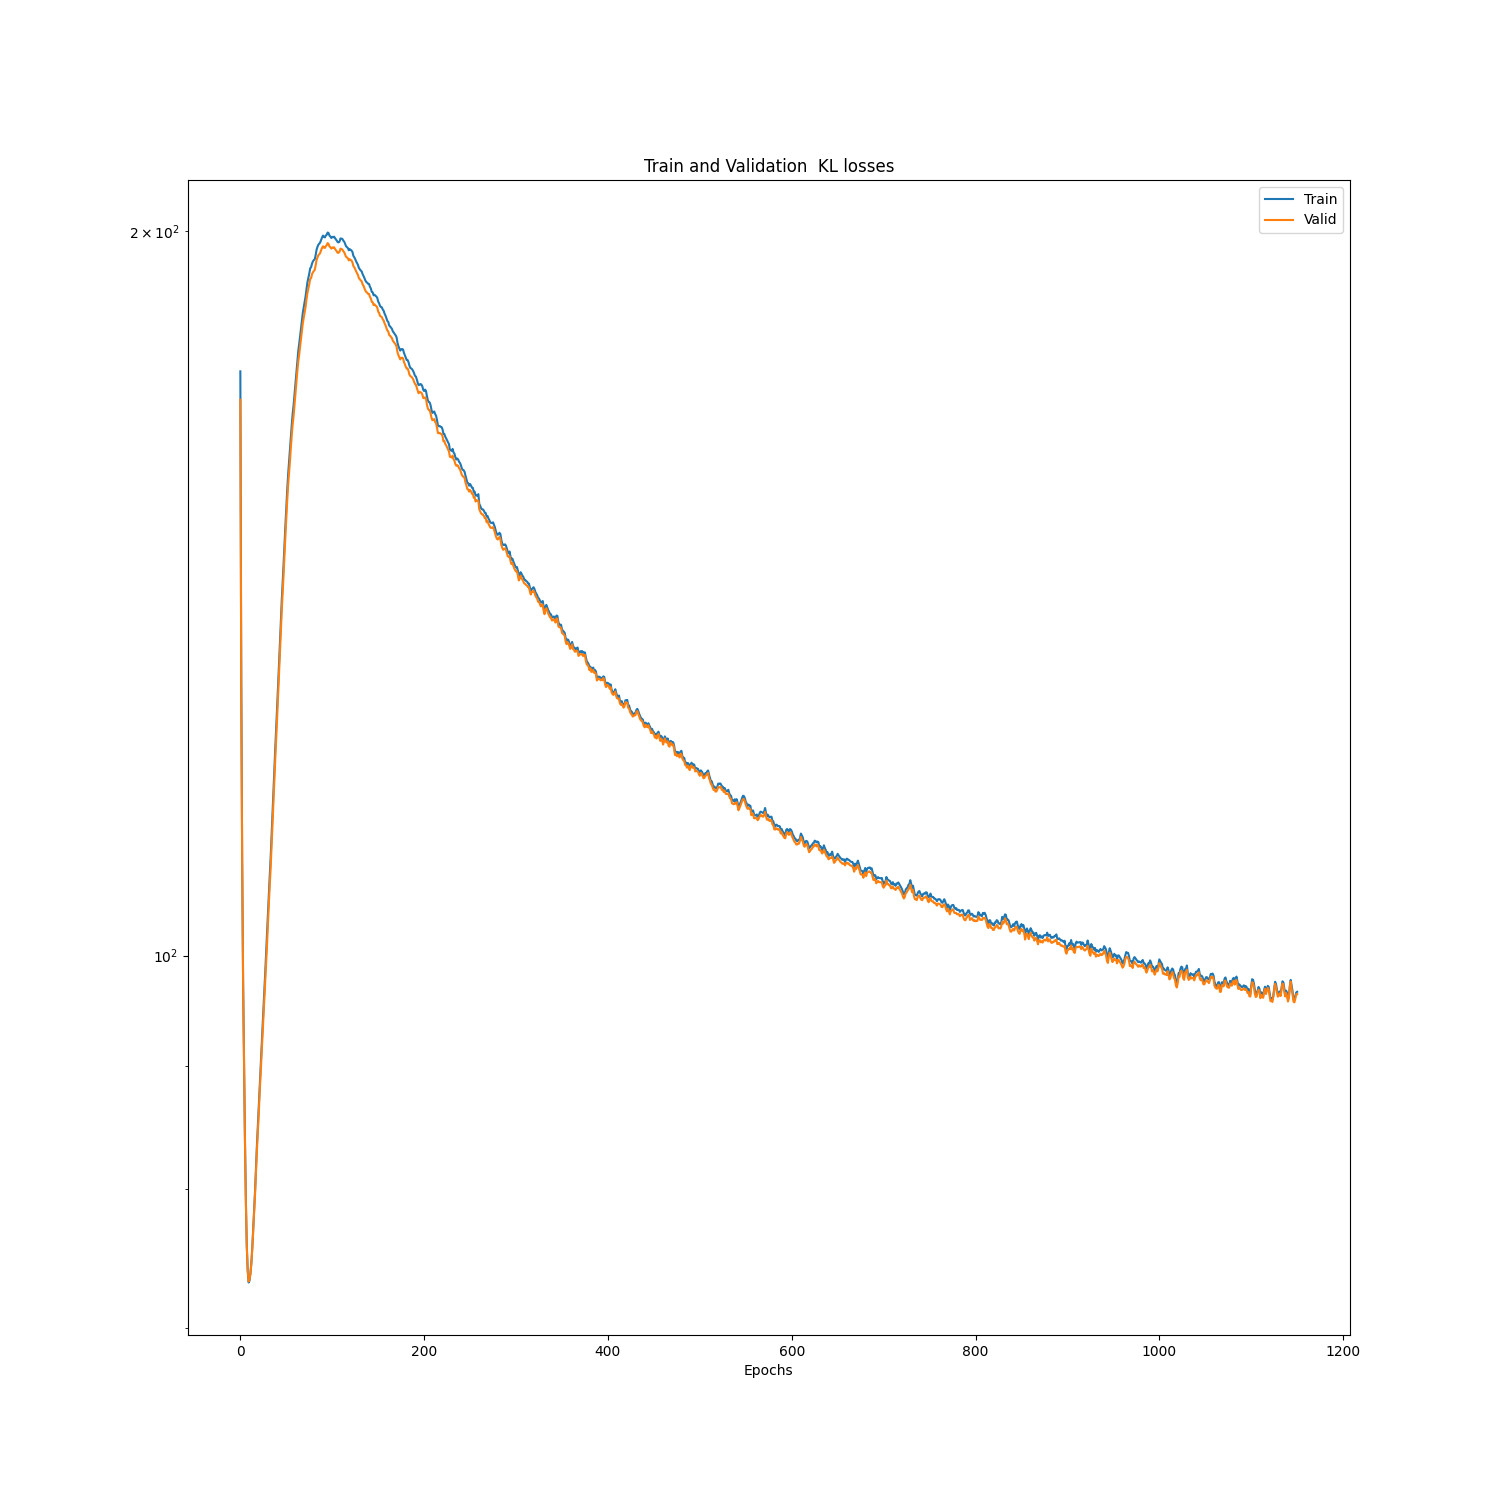 Train and Validation  KL losses
Train
Valid
2 × 10²
10²
0 200 400 600 800 1000 1200
Epochs